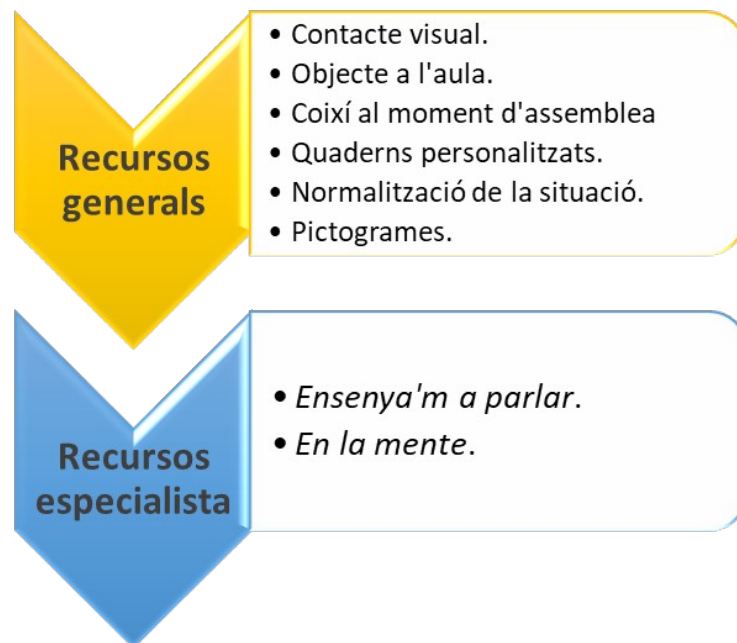 Recursos
generals
• Contacte visual.
• Objecte a l'aula.
• Coixí al moment d'assemblea
• Quaderns personalitzats.
• Normalització de la situació.
• Pictogrames.
Recursos
especialista
• Ensenya'm a parlar.
• En la mente.